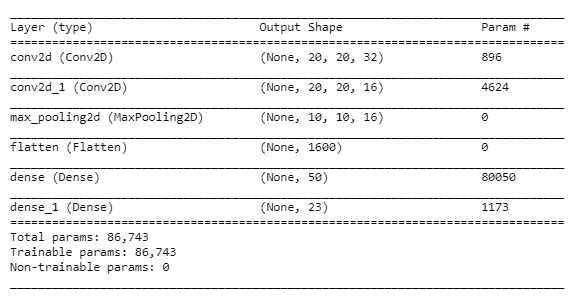 Layer (type) Output Shape Param #
conv2d (Conv2D) (None, 20, 20, 32) 896
conv2d_1 (Conv2D) (None, 20, 20, 16) 4624
max_pooling2d (MaxPooling2D) (None, 10, 10, 16) 0
flatten (Flatten) (None, 1600) 0
dense (Dense) (None, 50) 80050
dense_1 (Dense) (None, 23) 1173
Total params: 86,743
Trainable params: 86,743
Non-trainable params: 0